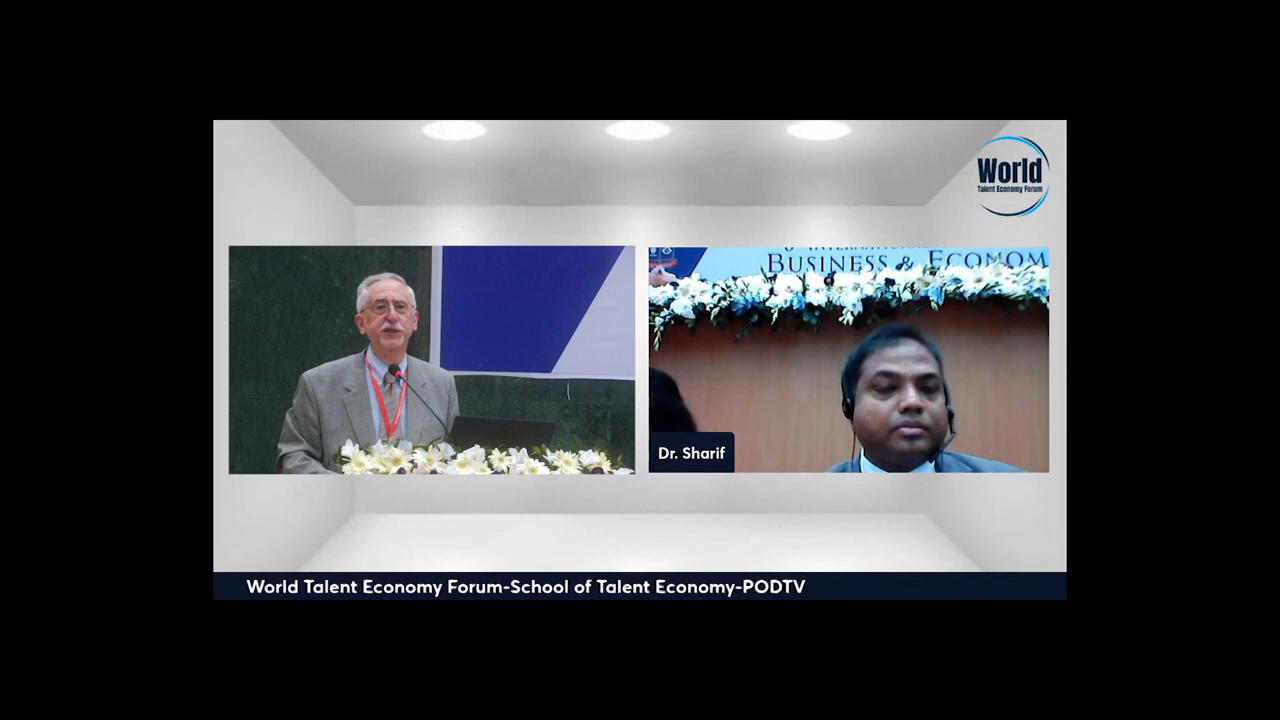 World
Talent Economy Forum
BUSINESS & ECONOM
Dr. Sharif
World Talent Economy Forum-School of Talent Economy-PODTV